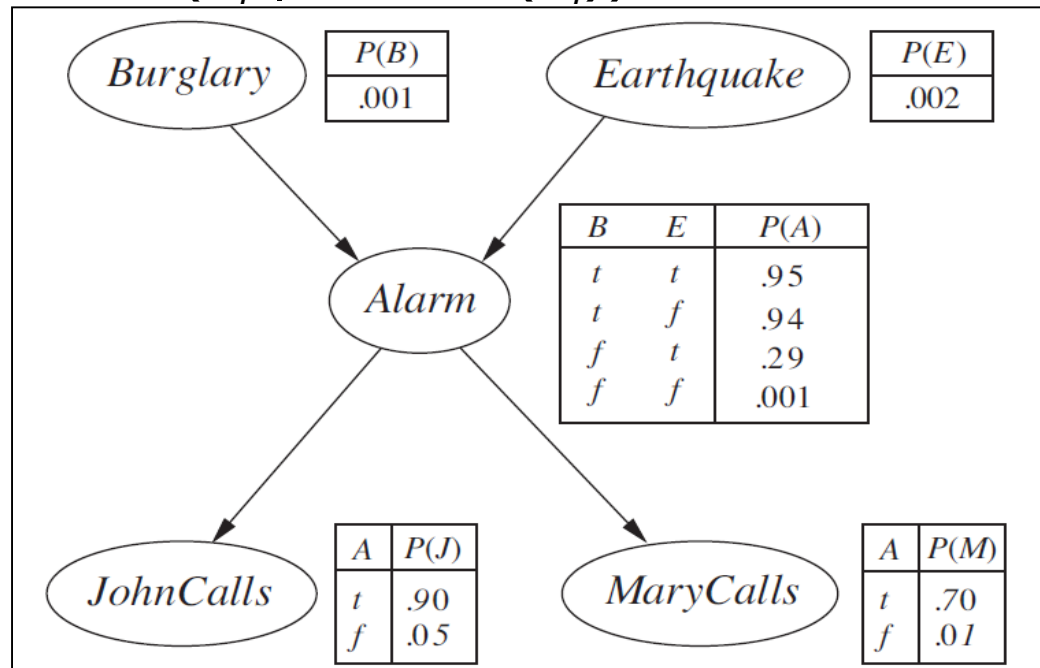 Burglary
P(B)
.001
Earthquake
P(E)
.002
B E P(A)
t t .95
t f .94
f t .29
f f .001
Alarm
JohnCalls
A P(J)
t .90
f .05
MaryCalls
A P(M)
t .70
f .01